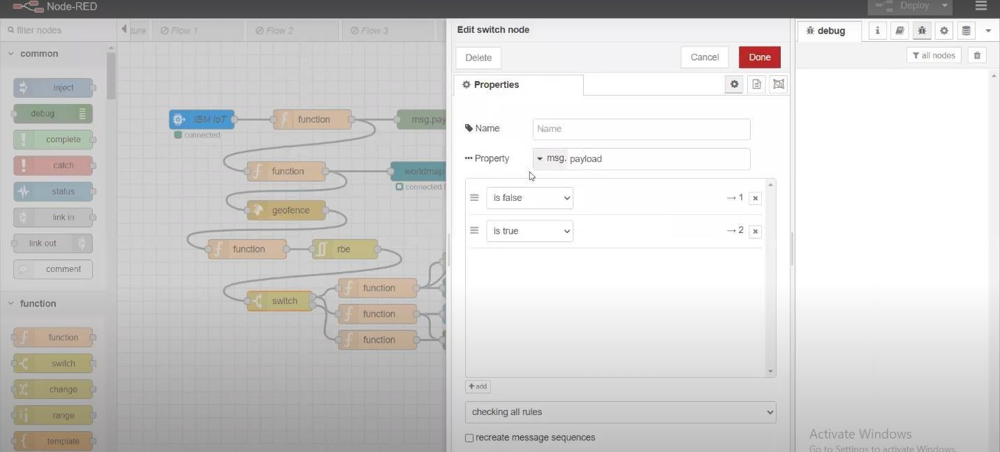 Node-RED
Deploy
filter nodes
ture
Flow 1
Flow 2
Flow 3
Edit switch node
debug
common
Delete
Cancel
Done
all nodes
inject
Properties
debug
IBM IoT
function
msg.pay
connected
Name
Name
complete
catch
function
worldmap
Property
msg.
payload
status
connected
link in
geofence
is false
→ 1
link out
function
rbe
is true
→ 2
comment
function
switch
function
function
function
function
switch
+ add
change
range
checking all rules
template
recreate message sequences
Activate Windows
Go to Settings to activate Windows.